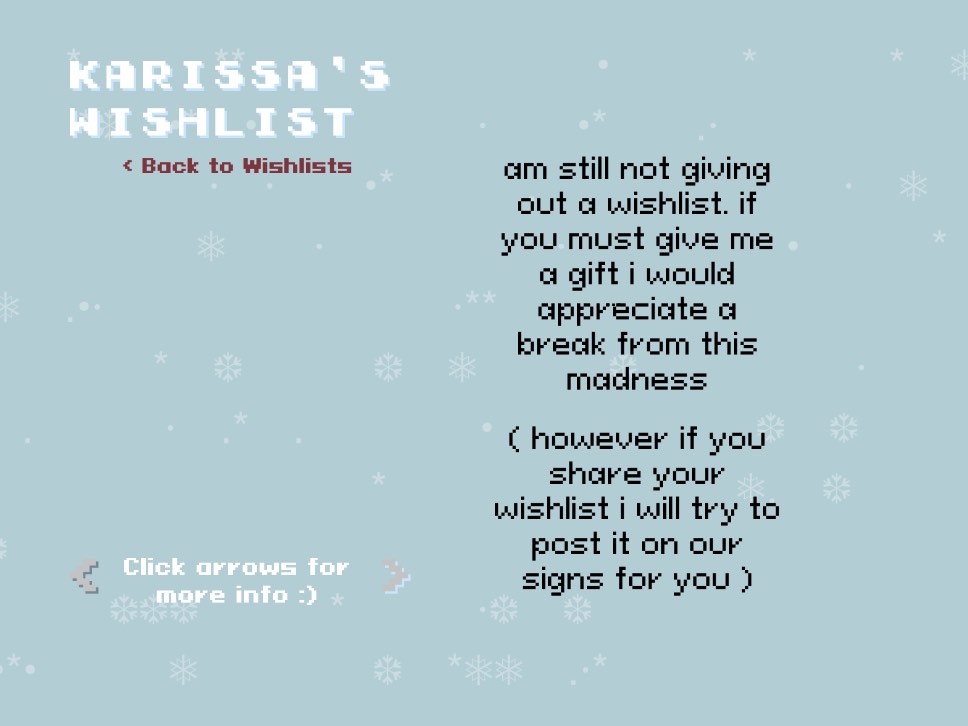 KARISSA'S
WISHLIST
< Back to Wishlists
am still not giving
out a wishlist. if
you must give me
a gift i would
appreciate a
break from this
madness
( however if you
share your
wishlist i will try to
post it on our
signs for you )
Click arrows for
more info :)